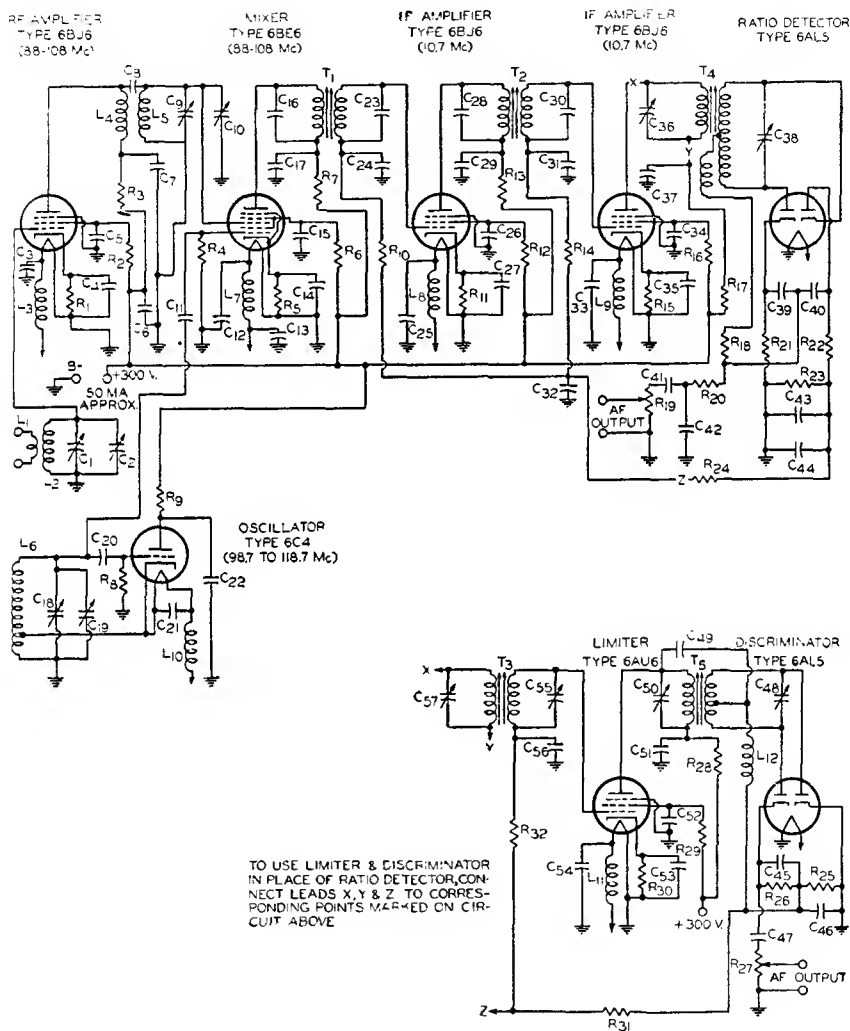 RF AMPLIFIER
TYPE 6BJ6
(88-108 Mc)
MIXER
TYPE 6BE6
(88-108 Mc)
IF AMPLIFIER
TYPE 6BJ6
(10.7 Mc)
IF AMPLIFIER
TYPE 6BJ6
(10.7 Mc)
RATIO DETECTOR
TYPE 6AL5
C8
L4
L5
C9
C10
T1
C16
C23
T2
C28
C30
X
T4
C36
C38
C7
R3
C17
R7
C24
C29
R13
C31
Y
C37
C5
R2
C3
L3
R1
C4
C6
R4
C11
C15
R6
L7
R5
C14
C12
C13
R10
C26
R12
L8
R11
C27
C25
R14
C34
R16
C33
L9
C35
R15
R17
R18
C39
C40
R21
R22
R23
C43
C44
B-
+300 V.
50 MA
APPROX.
C32
C41
R19
R20
AF
OUTPUT
C42
Z
R24
L1
L2
C1
C2
R9
OSCILLATOR
TYPE 6C4
(98.7 TO 118.7 Mc)
L6
C20
R8
C18
C19
C21
L10
C22
LIMITER
TYPE 6AU6
C49
DISCRIMINATOR
TYPE 6AL5
X
T3
C57
C55
Y
C56
C50
T5
C48
C51
R28
L12
R32
C52
R29
C54
L11
C53
R30
+300 V.
C45
R26
R25
C46
C47
R27
AF OUTPUT
Z
R31
TO USE LIMITER & DISCRIMINATOR
IN PLACE OF RATIO DETECTOR, CON-
NECT LEADS X, Y & Z TO CORRES-
PONDING POINTS MARKED ON CIR-
CUIT ABOVE